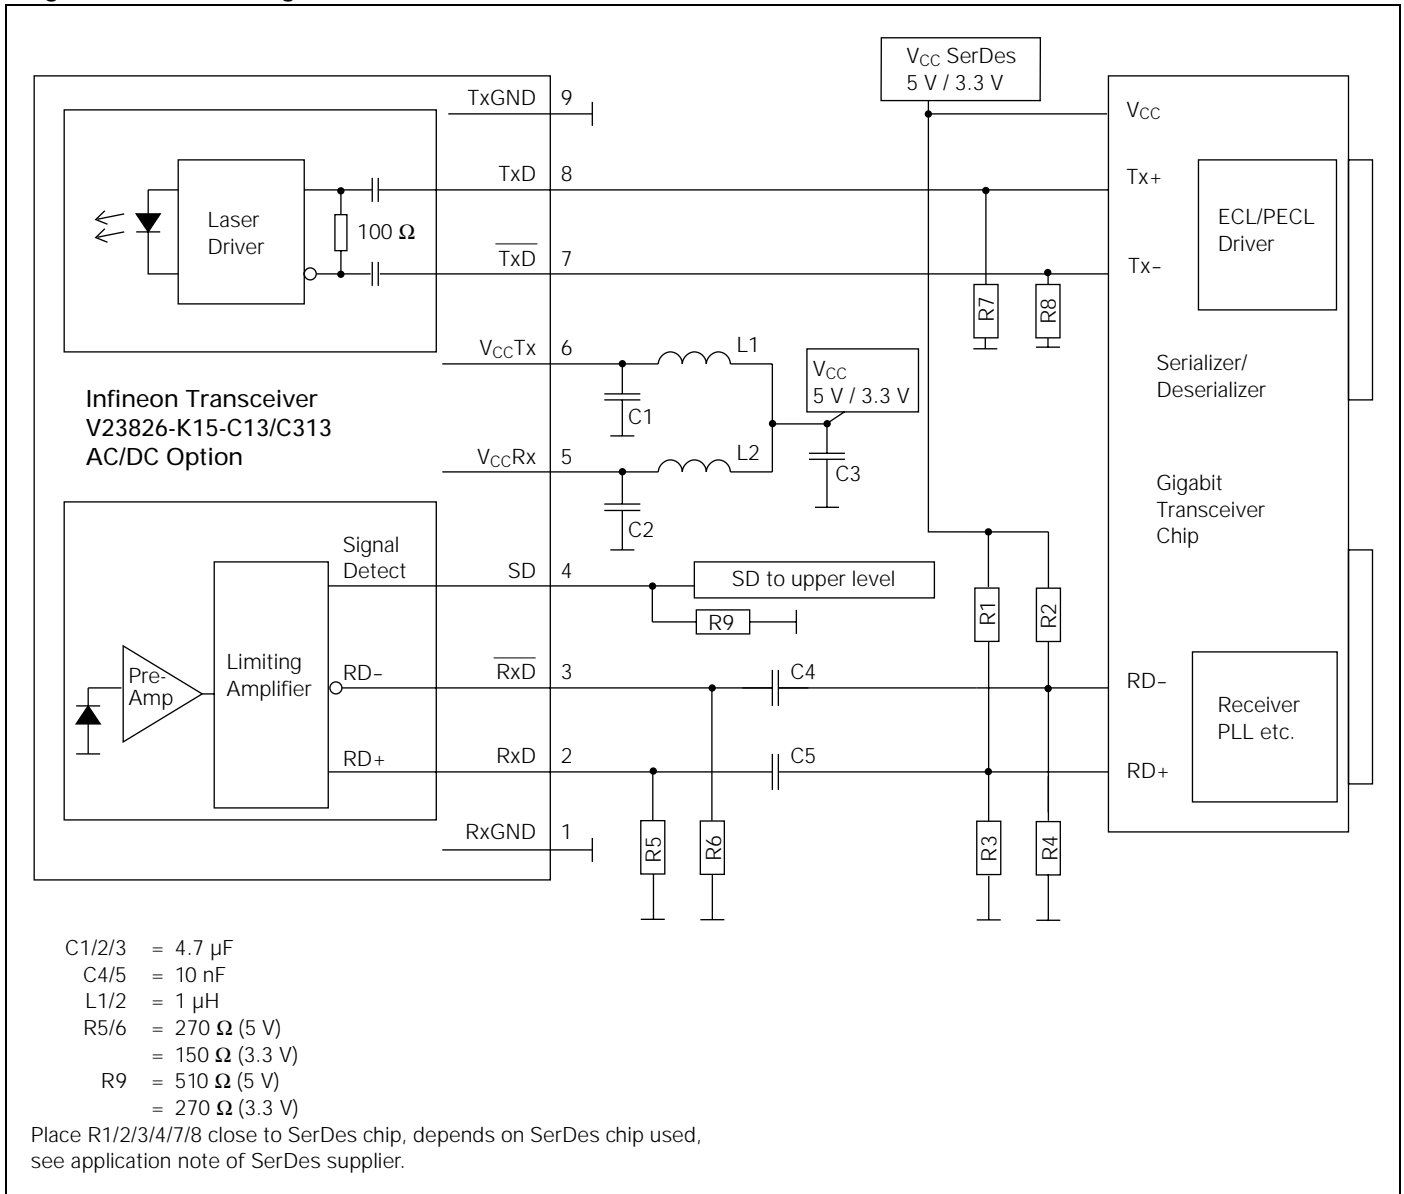 V_CC SerDes
5 V / 3.3 V
TxGND 9
V_CC
TxD 8
Tx+
Laser
Driver
100 Ω
ECL/PECL
Driver
TxD 7
Tx−
R7
R8
V_CCTx 6
L1
V_CC
5 V / 3.3 V
C1
Serializer/
Deserializer
Infineon Transceiver
V23826-K15-C13/C313
AC/DC Option
V_CCRx 5
L2
C3
C2
Gigabit
Transceiver
Chip
Signal
Detect
SD 4
SD to upper level
R9
R1
R2
Pre-
Amp
Limiting
Amplifier
RD−
RxD 3
C4
RD−
Receiver
PLL etc.
RD+
RxD 2
C5
RD+
RxGND 1
R5
R6
R3
R4
C1/2/3 = 4.7 µF
C4/5 = 10 nF
L1/2 = 1 µH
R5/6 = 270 Ω (5 V)
= 150 Ω (3.3 V)
R9 = 510 Ω (5 V)
= 270 Ω (3.3 V)
Place R1/2/3/4/7/8 close to SerDes chip, depends on SerDes chip used,
see application note of SerDes supplier.